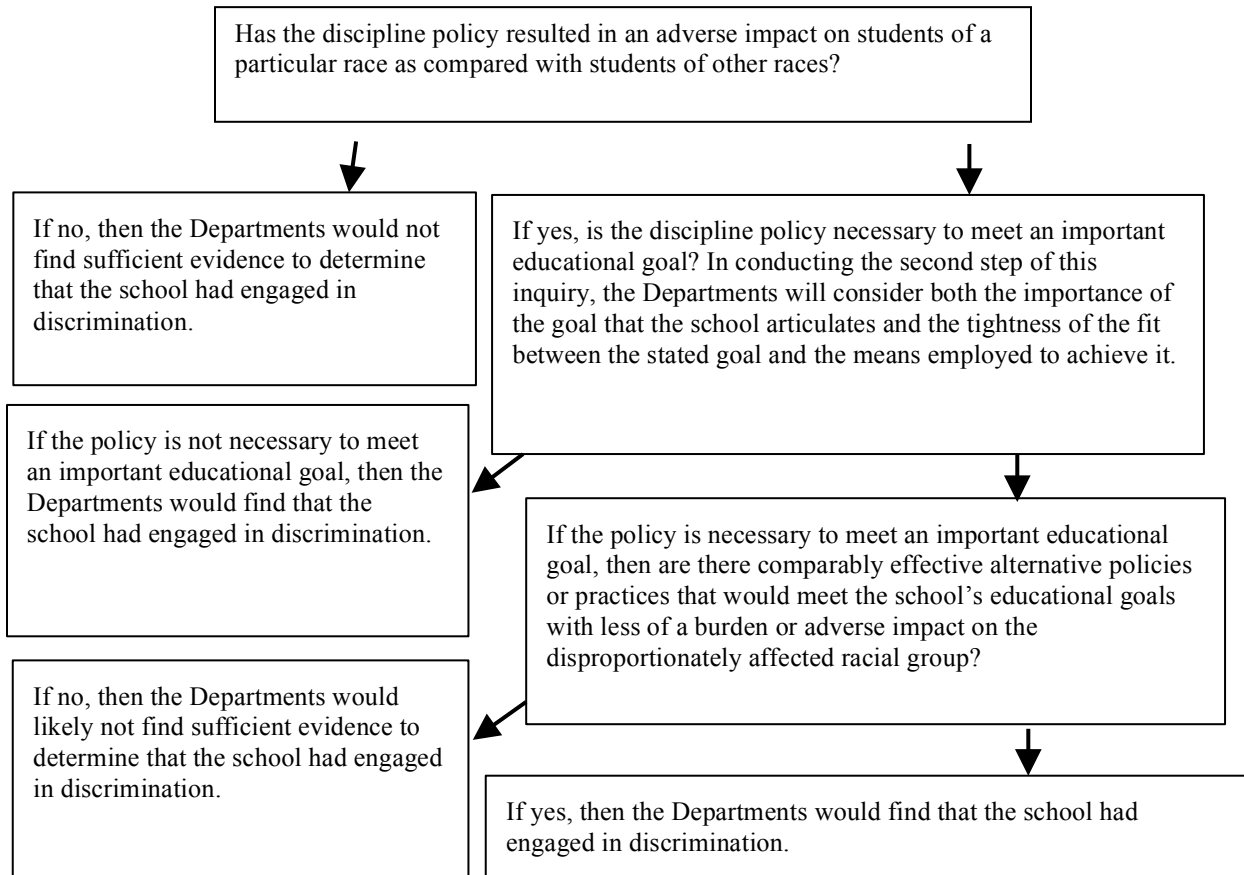 Has the discipline policy resulted in an adverse impact on students of a
particular race as compared with students of other races?
If no, then the Departments would not
find sufficient evidence to determine
that the school had engaged in
discrimination.
If yes, is the discipline policy necessary to meet an important
educational goal? In conducting the second step of this
inquiry, the Departments will consider both the importance of
the goal that the school articulates and the tightness of the fit
between the stated goal and the means employed to achieve it.
If the policy is not necessary to meet
an important educational goal, then the
Departments would find that the
school had engaged in discrimination.
If the policy is necessary to meet an important educational
goal, then are there comparably effective alternative policies
or practices that would meet the school’s educational goals
with less of a burden or adverse impact on the
disproportionately affected racial group?
If no, then the Departments would
likely not find sufficient evidence to
determine that the school had engaged
in discrimination.
If yes, then the Departments would find that the school had
engaged in discrimination.